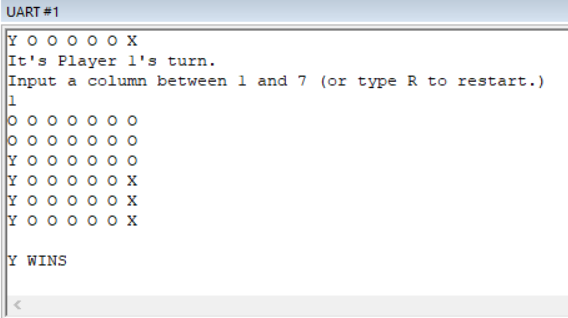 UART #1
Y O O O O O X
It's Player 1's turn.
Input a column between 1 and 7 (or type R to restart.)
1
O O O O O O O
O O O O O O O
Y O O O O O O
Y O O O O O X
Y O O O O O X
Y O O O O O X
Y WINS